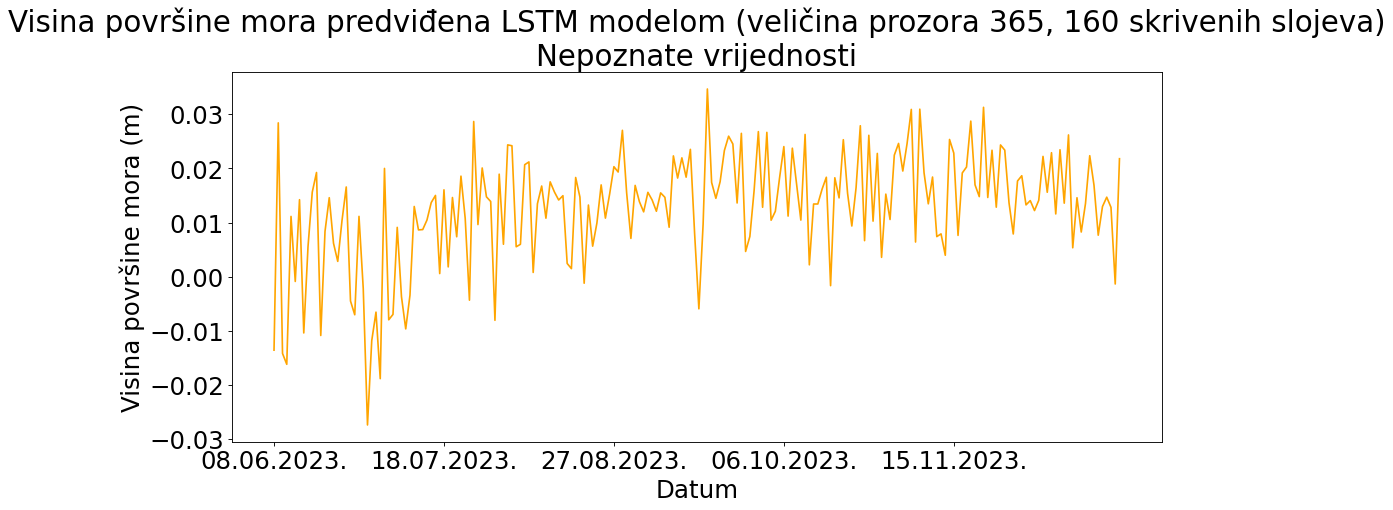 Visina površine mora predviđena LSTM modelom (veličina prozora 365, 160 skrivenih slojeva)
Nepoznate vrijednosti
Visina površine mora (m)
0.03
0.02
0.01
0.00
−0.01
−0.02
−0.03
08.06.2023. 18.07.2023. 27.08.2023. 06.10.2023. 15.11.2023.
Datum